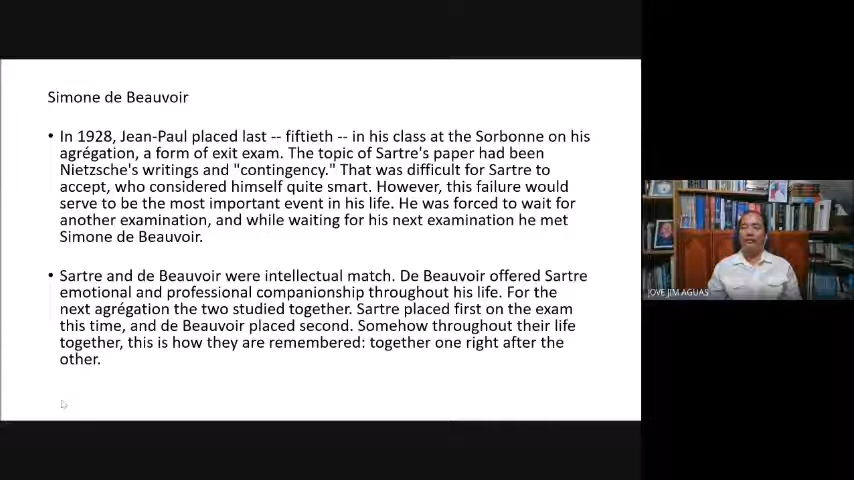 Simone de Beauvoir
• In 1928, Jean-Paul placed last -- fiftieth -- in his class at the Sorbonne on his
agrégation, a form of exit exam. The topic of Sartre's paper had been
Nietzsche's writings and "contingency." That was difficult for Sartre to
accept, who considered himself quite smart. However, this failure would
serve to be the most important event in his life. He was forced to wait for
another examination, and while waiting for his next examination he met
Simone de Beauvoir.
• Sartre and de Beauvoir were intellectual match. De Beauvoir offered Sartre
emotional and professional companionship throughout his life. For the
next agrégation the two studied together. Sartre placed first on the exam
this time, and de Beauvoir placed second. Somehow throughout their life
together, this is how they are remembered: together one right after the
other.
JOVE JIM AGUAS